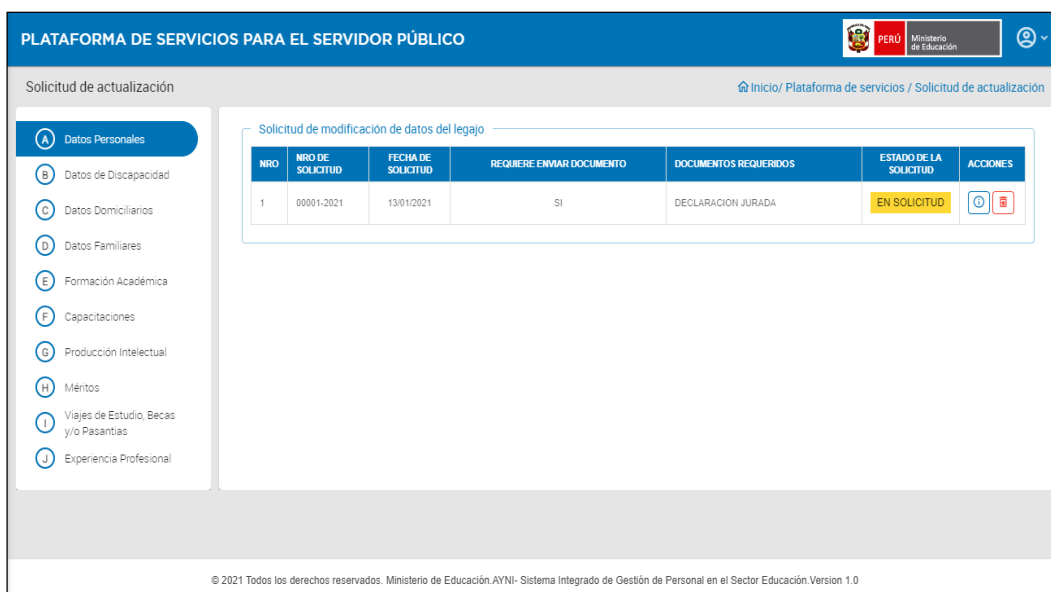 PLATAFORMA DE SERVICIOS PARA EL SERVIDOR PÚBLICO
PERÚ
Ministerio
de Educación
Solicitud de actualización
Inicio/ Plataforma de servicios / Solicitud de actualización
A Datos Personales
B Datos de Discapacidad
C Datos Domiciliarios
D Datos Familiares
E Formación Académica
F Capacitaciones
G Producción Intelectual
H Méritos
I Viajes de Estudio, Becas
y/o Pasantias
J Experiencia Profesional
Solicitud de modificación de datos del legajo
NRO NRO DE SOLICITUD FECHA DE SOLICITUD REQUIERE ENVIAR DOCUMENTO DOCUMENTOS REQUERIDOS ESTADO DE LA SOLICITUD ACCIONES
1 00001-2021 13/01/2021 SI DECLARACION JURADA EN SOLICITUD
© 2021 Todos los derechos reservados. Ministerio de Educación.AYNI- Sistema Integrado de Gestión de Personal en el Sector Educación.Version 1.0